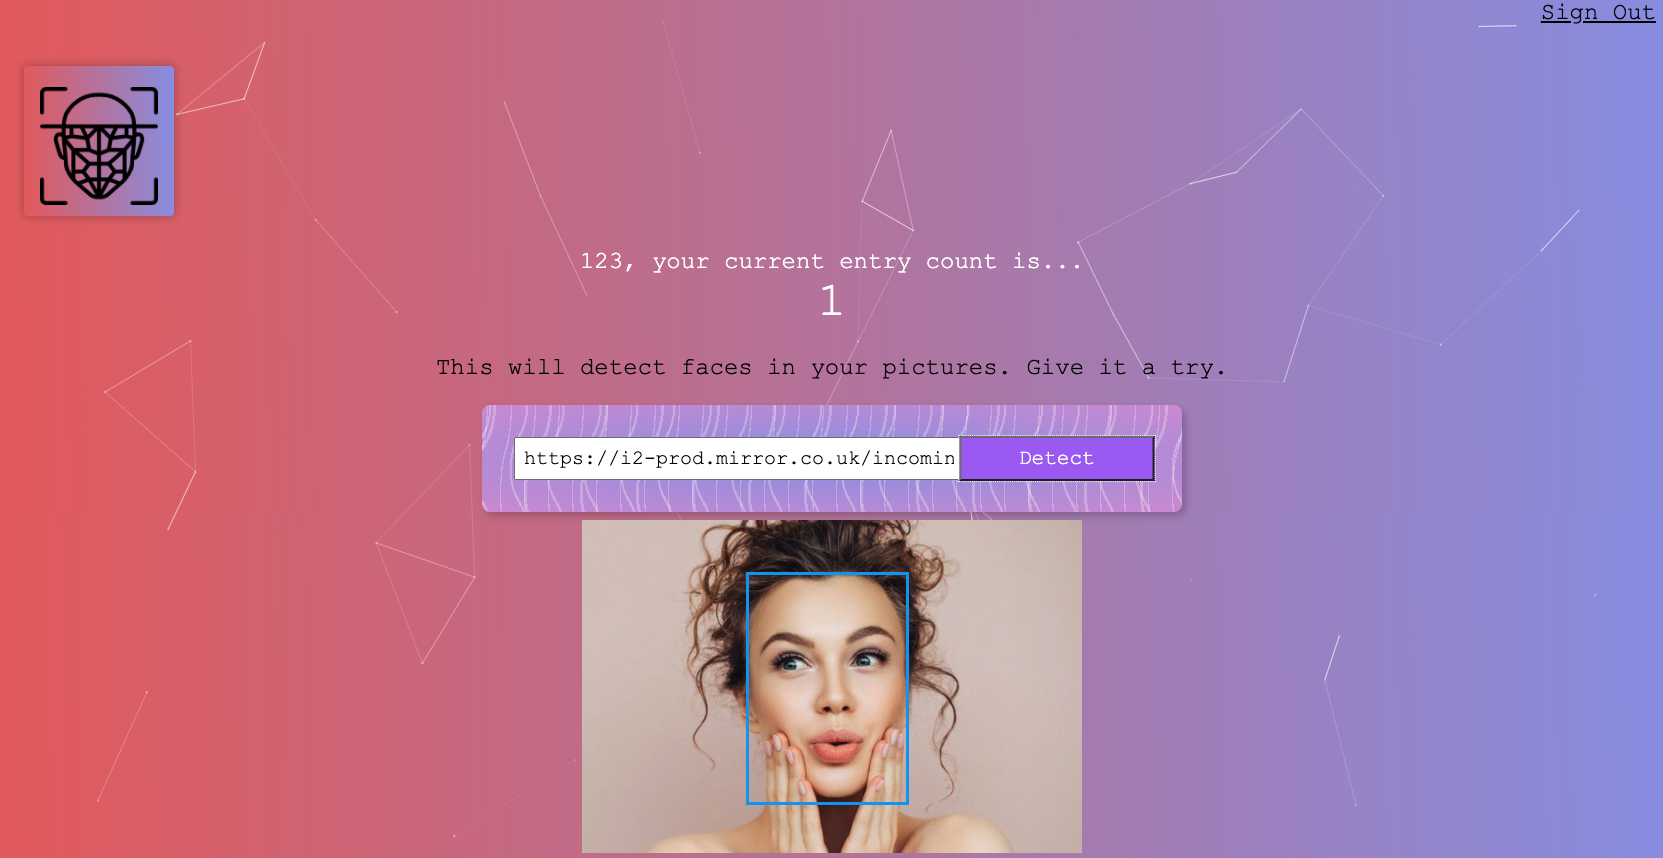 Sign Out
123, your current entry count is...
1
This will detect faces in your pictures. Give it a try.
https://i2-prod.mirror.co.uk/incomin
Detect